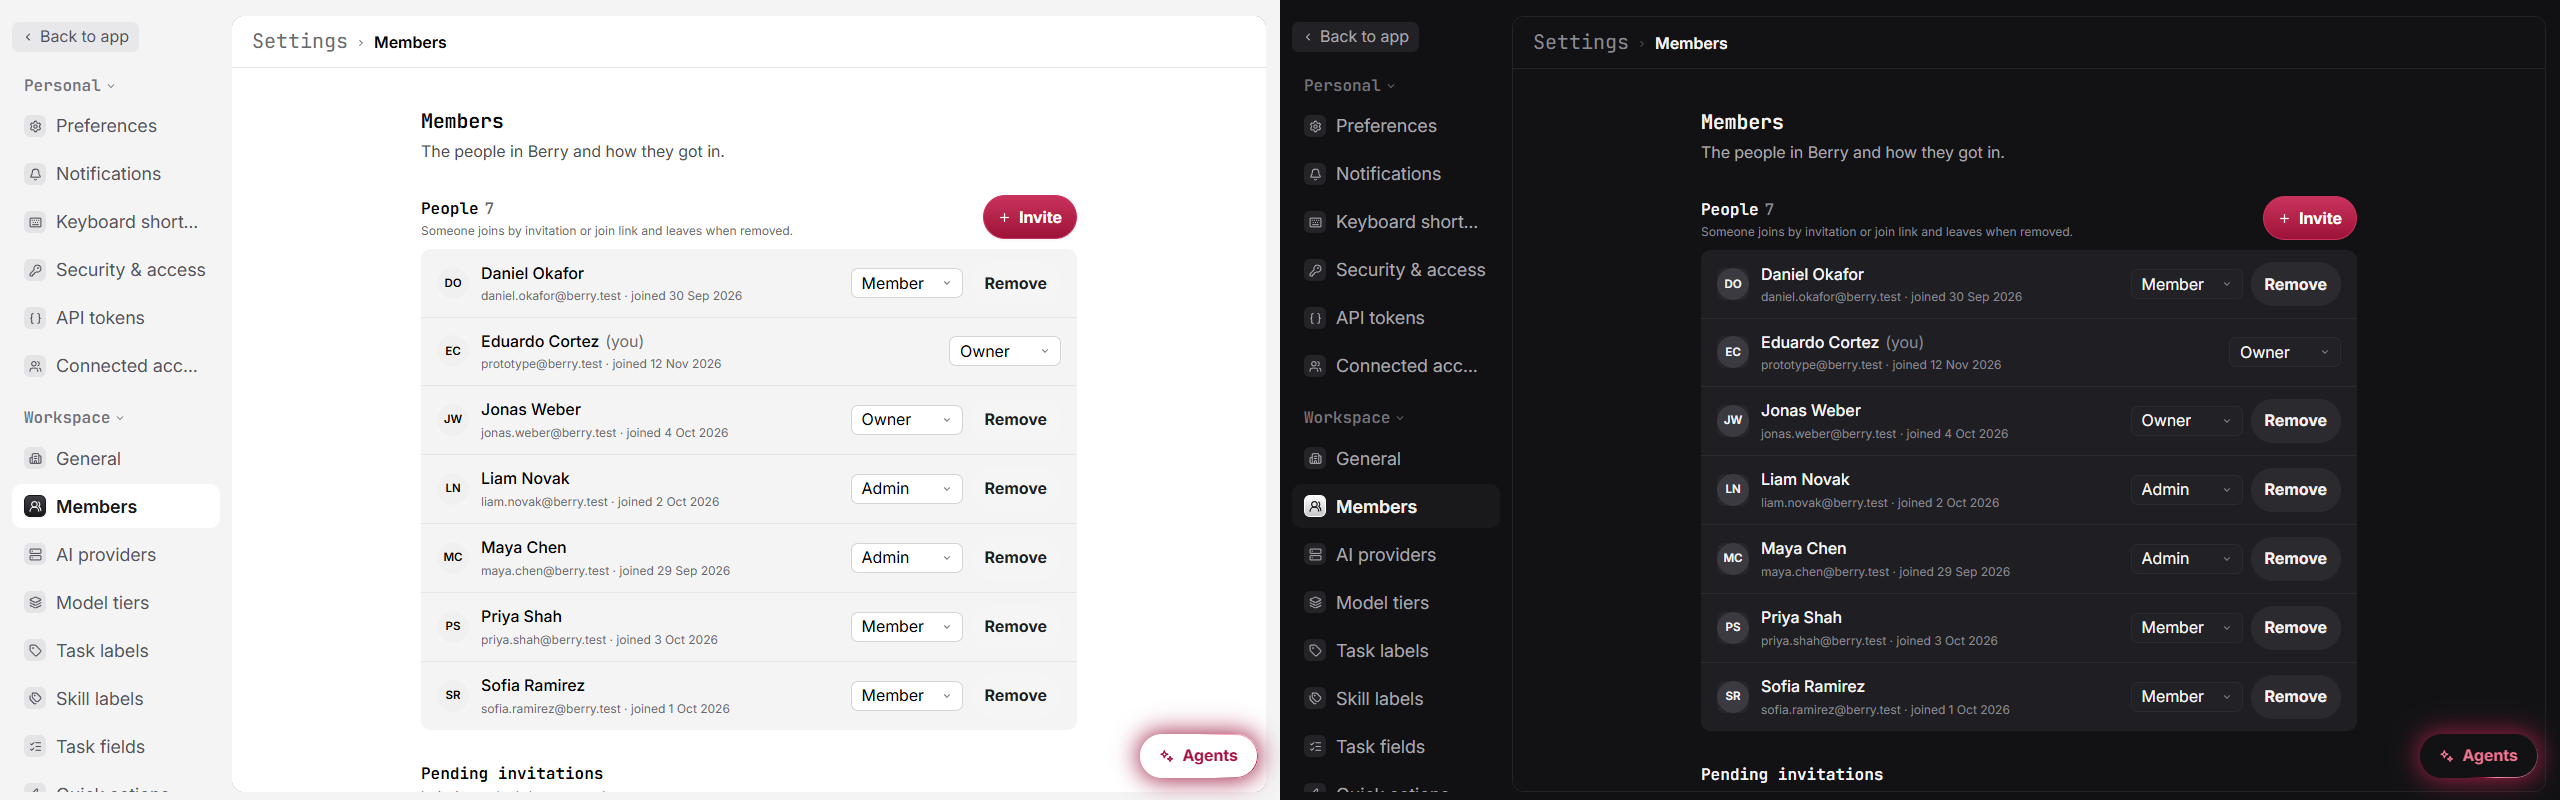 Back to app
Personal
Preferences
Notifications
Keyboard short...
Security & access
API tokens
Connected acc...
Workspace
General
Members
AI providers
Model tiers
Task labels
Skill labels
Task fields
Settings › Members
Members
The people in Berry and how they got in.
People 7
Someone joins by invitation or join link and leaves when removed.
+ Invite
DO Daniel Okafor Member Remove
daniel.okafor@berry.test · joined 30 Sep 2026
EC Eduardo Cortez (you) Owner
prototype@berry.test · joined 12 Nov 2026
JW Jonas Weber Owner Remove
jonas.weber@berry.test · joined 4 Oct 2026
LN Liam Novak Admin Remove
liam.novak@berry.test · joined 2 Oct 2026
MC Maya Chen Admin Remove
maya.chen@berry.test · joined 29 Sep 2026
PS Priya Shah Member Remove
priya.shah@berry.test · joined 3 Oct 2026
SR Sofia Ramirez Member Remove
sofia.ramirez@berry.test · joined 1 Oct 2026
Pending invitations
Agents
Back to app
Personal
Preferences
Notifications
Keyboard short...
Security & access
API tokens
Connected acc...
Workspace
General
Members
AI providers
Model tiers
Task labels
Skill labels
Task fields
Settings › Members
Members
The people in Berry and how they got in.
People 7
Someone joins by invitation or join link and leaves when removed.
+ Invite
DO Daniel Okafor Member Remove
daniel.okafor@berry.test · joined 30 Sep 2026
EC Eduardo Cortez (you) Owner
prototype@berry.test · joined 12 Nov 2026
JW Jonas Weber Owner Remove
jonas.weber@berry.test · joined 4 Oct 2026
LN Liam Novak Admin Remove
liam.novak@berry.test · joined 2 Oct 2026
MC Maya Chen Admin Remove
maya.chen@berry.test · joined 29 Sep 2026
PS Priya Shah Member Remove
priya.shah@berry.test · joined 3 Oct 2026
SR Sofia Ramirez Member Remove
sofia.ramirez@berry.test · joined 1 Oct 2026
Pending invitations
Agents